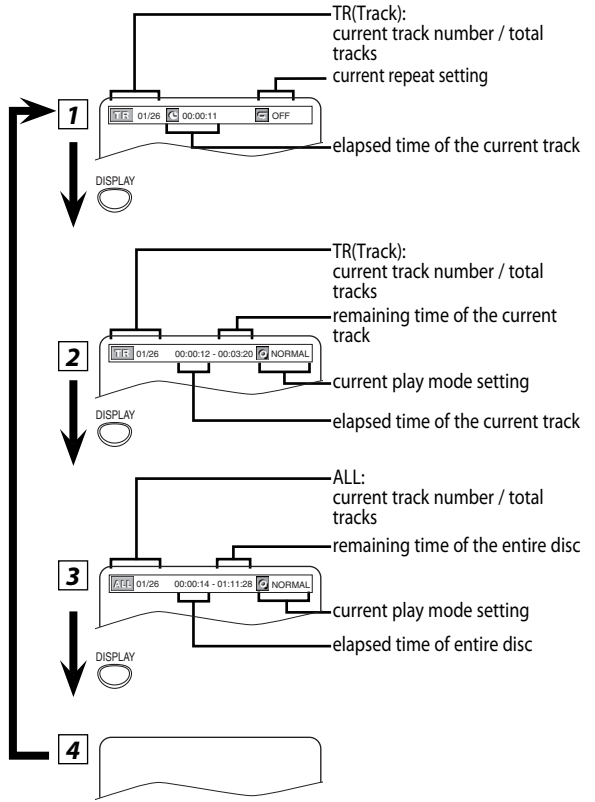 TR(Track):
current track number / total
tracks
current repeat setting
1
TR 01/26 00:00:11 OFF
elapsed time of the current track
DISPLAY
TR(Track):
current track number / total
tracks
remaining time of the current
track
2
TR 01/26 00:00:12 - 00:03:20 NORMAL
current play mode setting
elapsed time of the current track
DISPLAY
ALL:
current track number / total
tracks
remaining time of the entire disc
3
ALL 01/26 00:00:14 - 01:11:28 NORMAL
current play mode setting
elapsed time of entire disc
DISPLAY
4